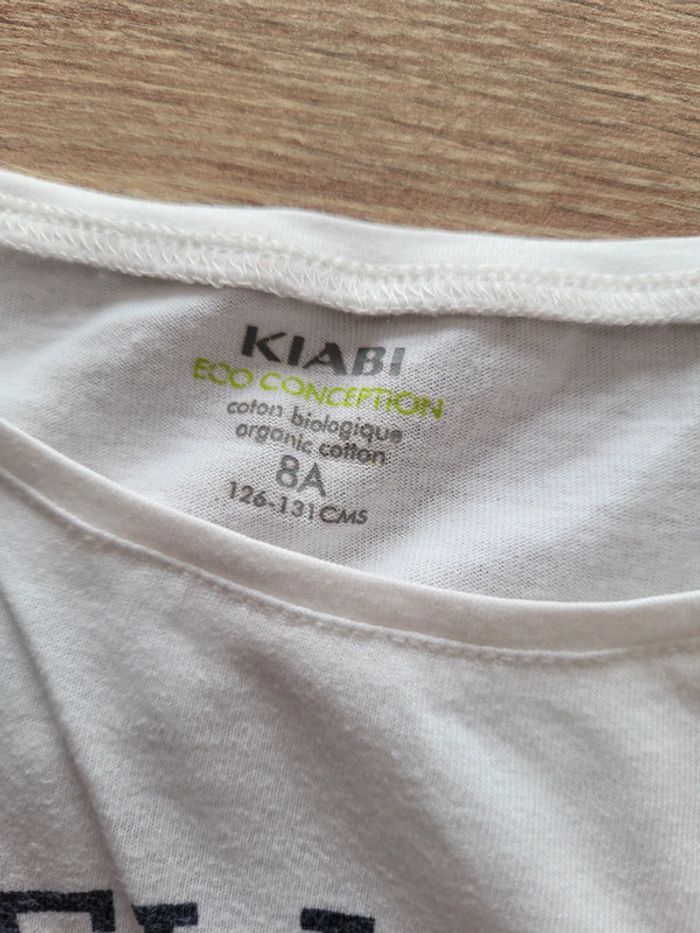 KIABI
ECO CONCEPTION
coton biologique
organic cotton
8A
126-131CMS